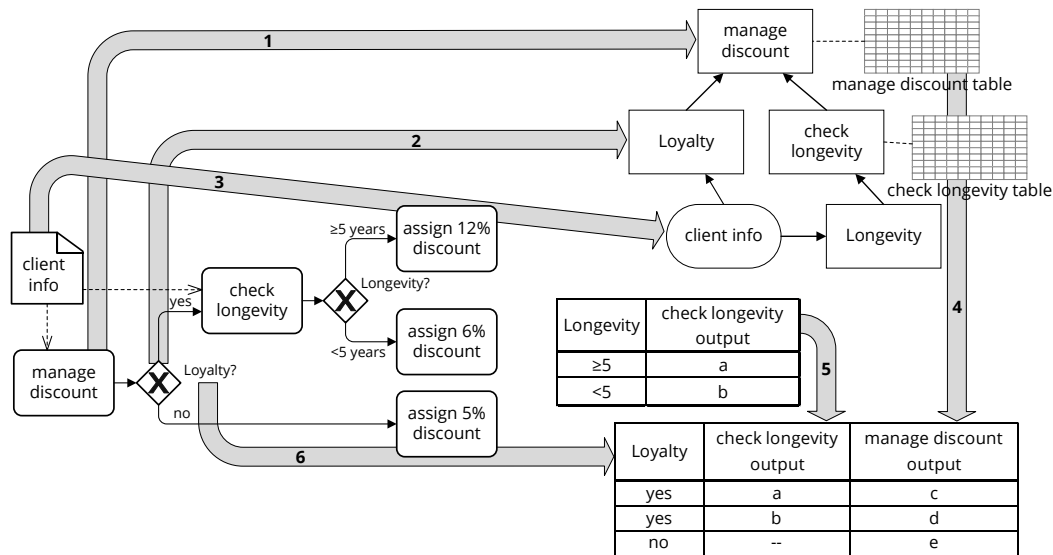 1
manage
discount
manage discount table
2
Loyalty
check
longevity
check longevity table
3
client info
Longevity
client
info
yes
check
longevity
≥5 years
assign 12%
discount
Longevity?
<5 years
assign 6%
discount
manage
discount
Loyalty?
no
assign 5%
discount
4
Longevity
check longevity
output
≥5
a
<5
b
5
6
Loyalty
check longevity
output
manage discount
output
yes
a
c
yes
b
d
no
--
e